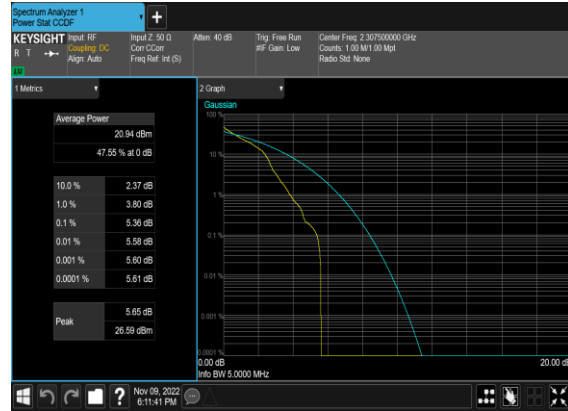 Spectrum Analyzer 1
Power Stat CCDF
KEYSIGHT
R T
Input: RF
Coupling: DC
Align: Auto
Input Z: 50 Ω
Corr CCorr
Freq Ref: Int (S)
Atten: 40 dB
Trig: Free Run
#IF Gain: Low
Center Freq: 2.307500000 GHz
Counts: 1.00 M/1.00 Mpt
Radio Std: None
1 Metrics
2 Graph
Average Power
20.94 dBm
47.55 % at 0 dB
10.0 % 2.37 dB
1.0 % 3.80 dB
0.1 % 5.36 dB
0.01 % 5.58 dB
0.001 % 5.60 dB
0.0001 % 5.61 dB
Peak
5.65 dB
26.59 dBm
Gaussian
100 %
10 %
1 %
0.1 %
0.01 %
0.001 %
0.0001 %
0.00 dB
20.00 dB
Info BW 5.0000 MHz
Nov 09, 2022
6:11:41 PM